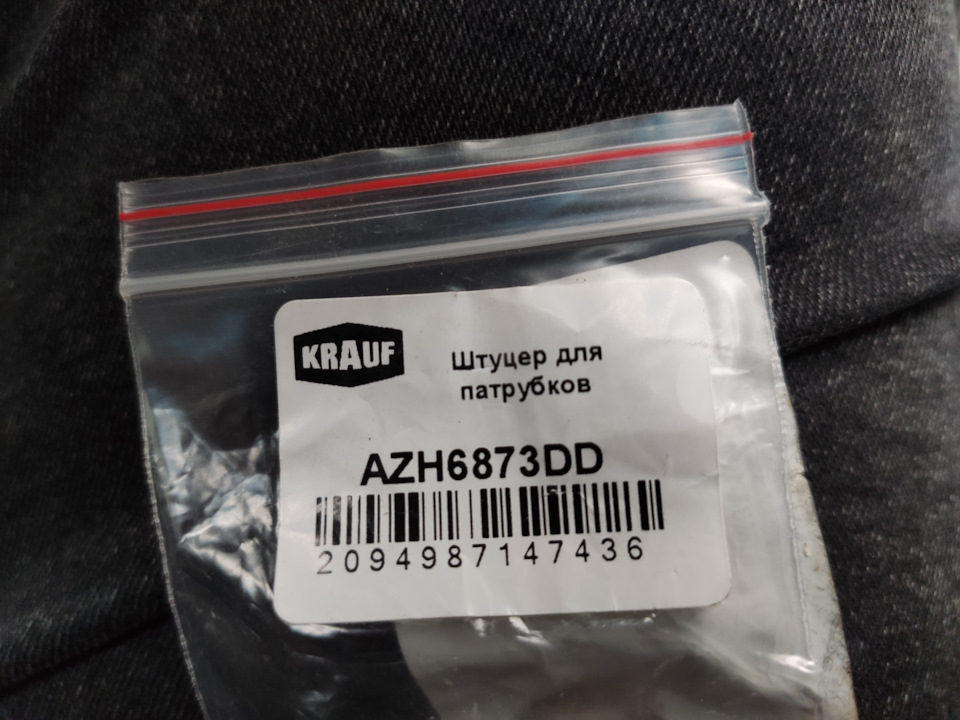 KRAUF
Штуцер для
патрубков
AZH6873DD
2094987147436